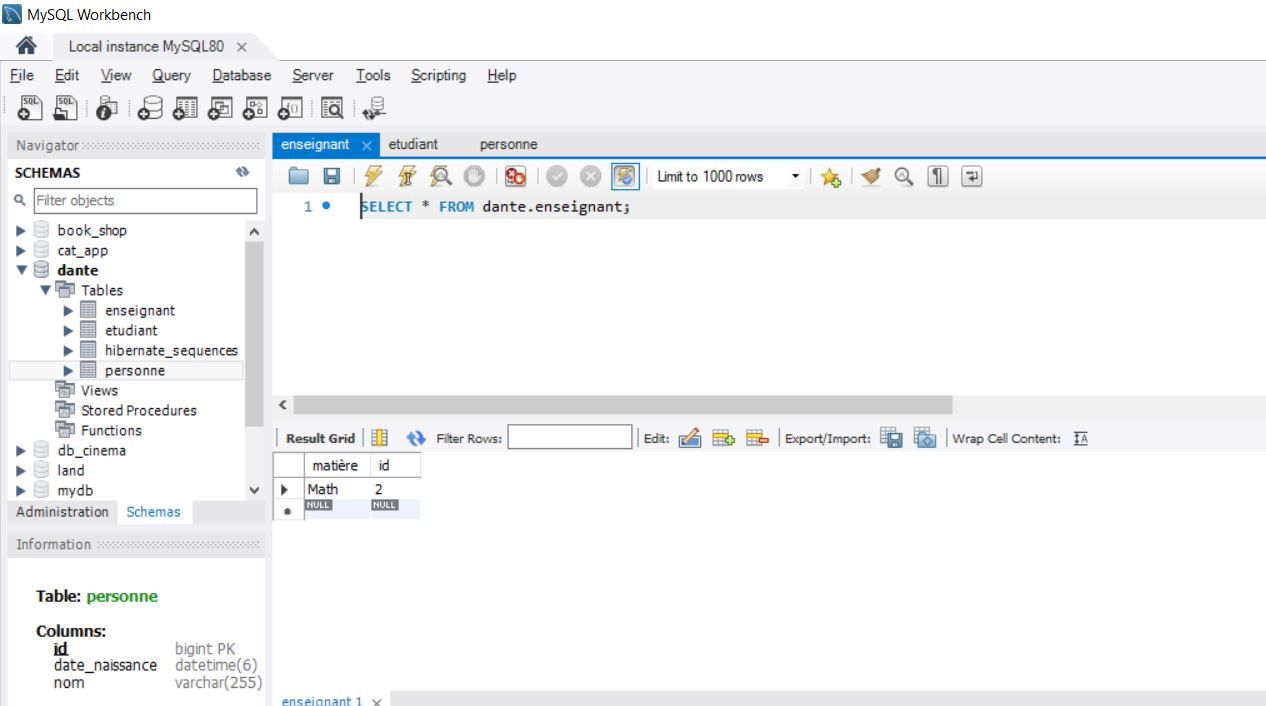 MySQL Workbench
Local instance MySQL80
File Edit View Query Database Server Tools Scripting Help
Navigator
SCHEMAS
Filter objects
book_shop
cat_app
dante
Tables
enseignant
etudiant
hibernate_sequences
personne
Views
Stored Procedures
Functions
db_cinema
land
mydb
Administration Schemas
Information
Table: personne
Columns:
id bigint PK
date_naissance datetime(6)
nom varchar(255)
enseignant etudiant personne
Limit to 1000 rows
1 SELECT * FROM dante.enseignant;
Result Grid Filter Rows: Edit: Export/Import: Wrap Cell Content:
matière id
Math 2
NULL NULL
enseignant 1